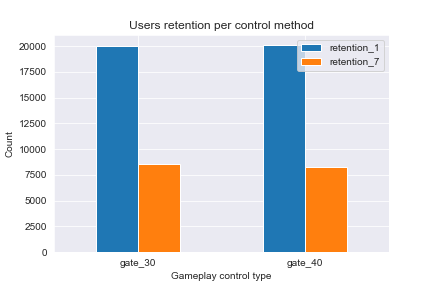 Users retention per control method
20000
17500
15000
12500
10000
7500
5000
2500
0
Count
retention_1
retention_7
gate_30
gate_40
Gameplay control type